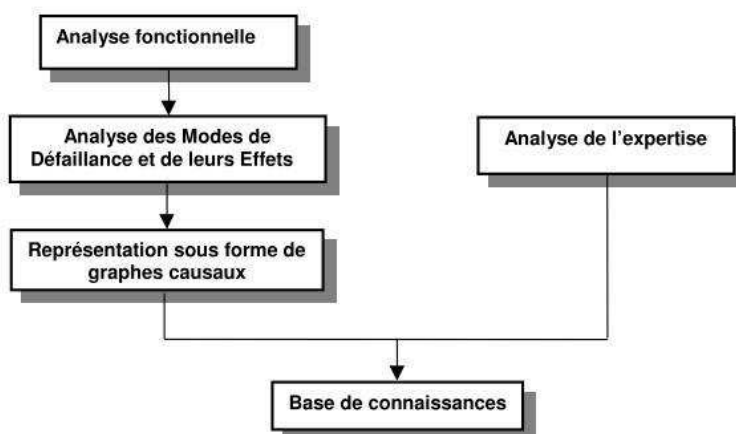 Analyse fonctionnelle
Analyse des Modes de
Défaillance et de leurs Effets
Analyse de l'expertise
Représentation sous forme de
graphes causaux
Base de connaissances